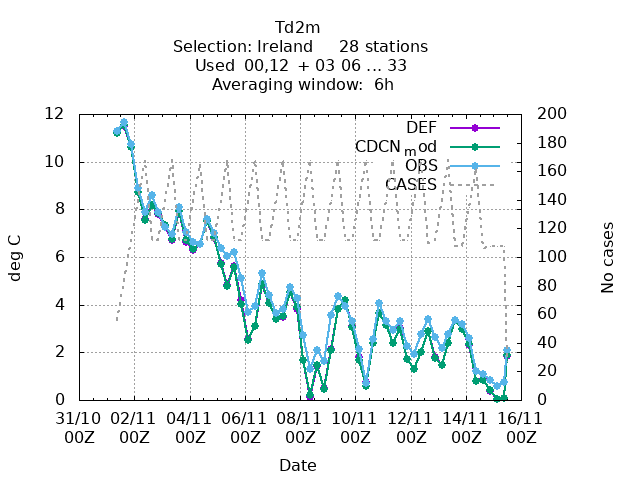 Td2m
Selection: Ireland 28 stations
Used 00,12 + 03 06 ... 33
Averaging window: 6h
12 200
DEF
180
CDCN_mod
10 OBS 160
CASES
140
8
120
deg C 6 100 No cases
80
4
60
40
2
20
0 0
31/10 02/11 04/11 06/11 08/11 10/11 12/11 14/11 16/11
00Z 00Z 00Z 00Z 00Z 00Z 00Z 00Z 00Z
Date